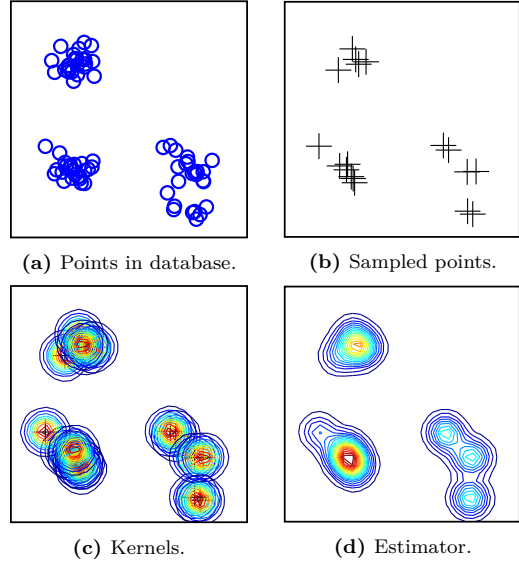 (a) Points in database.
(b) Sampled points.
(c) Kernels.
(d) Estimator.